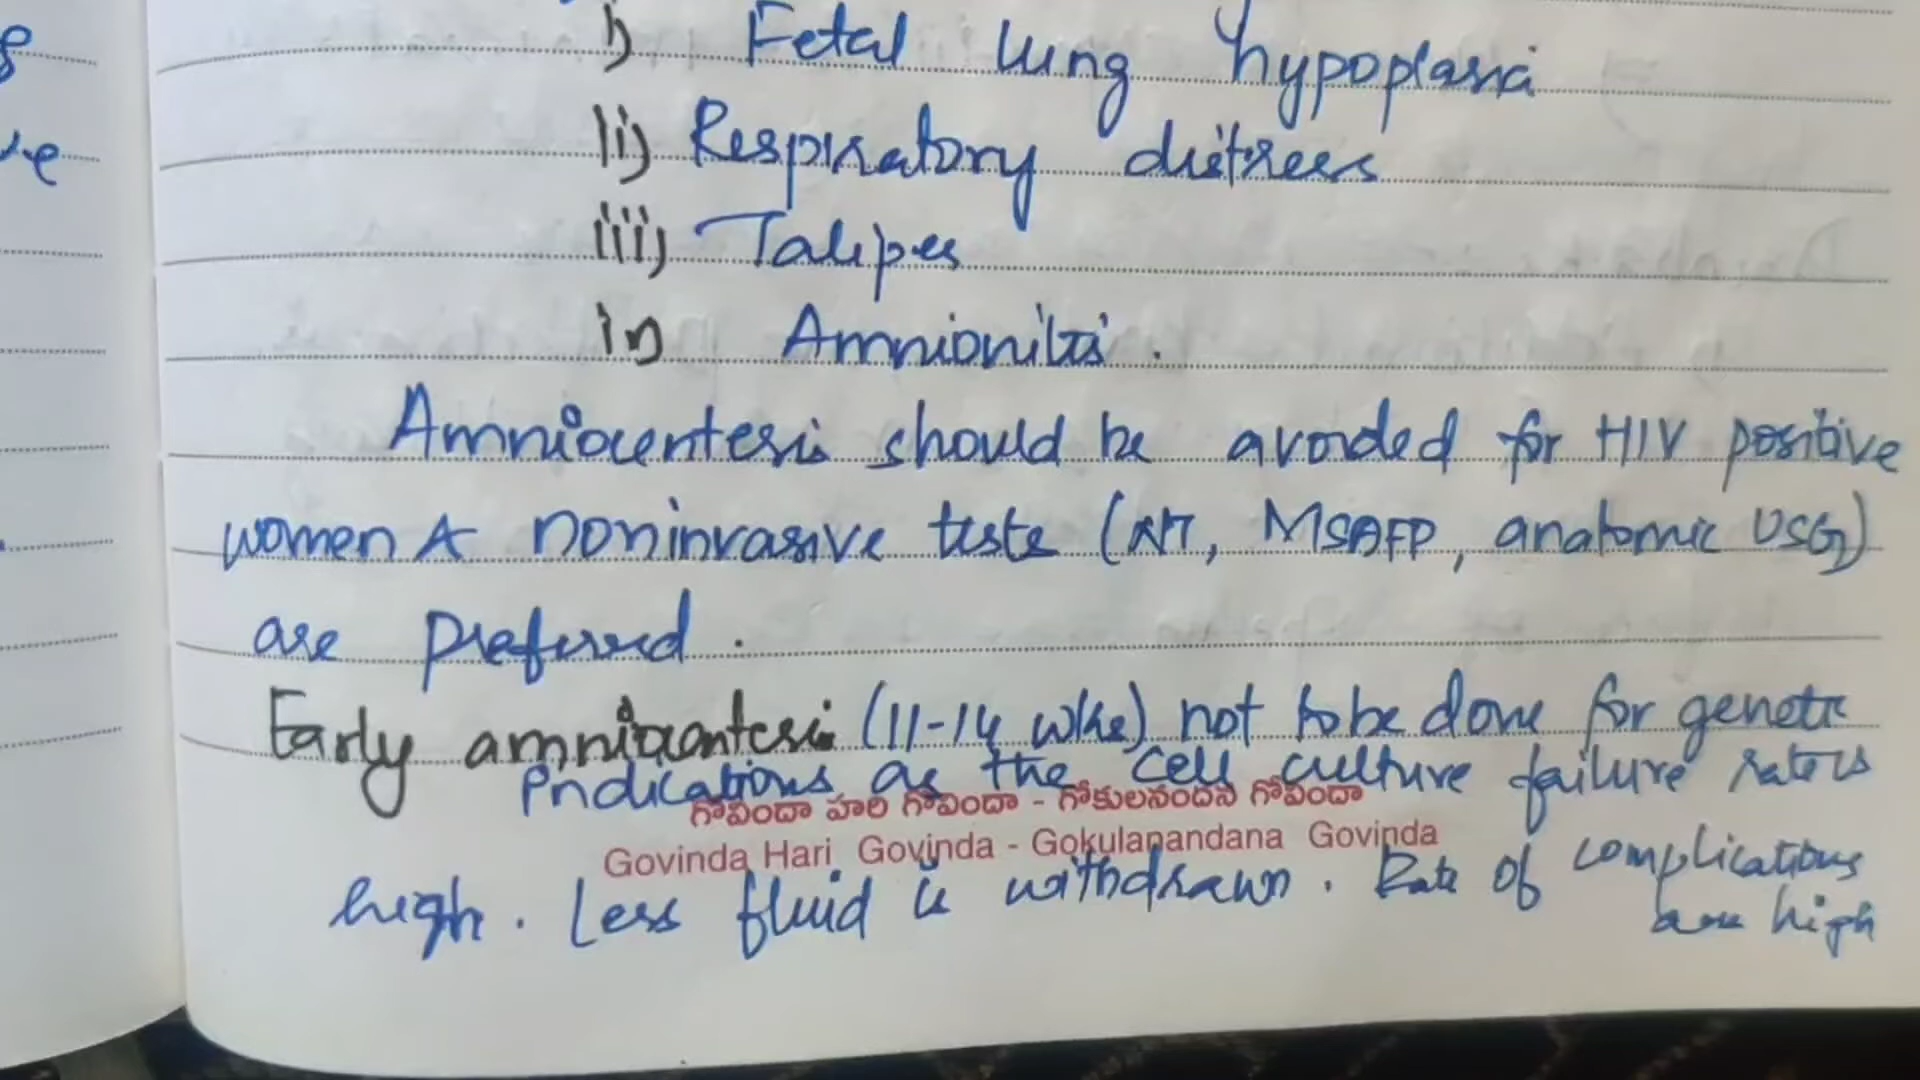 i) Fetal lung hypoplasia
ii) Respiratory distress
iii) Talipes
iv) Amnionitis.
Amniocentesis should be avoided for HIV positive
women & noninvasive tests (NT, MSAFP, anatomic USG)
are preferred.
Early amniocentesis (11-14 wks) not to be done for genetic
indications as the cell culture failure rate is
గోవిందా హరి గోవిందా - గోకులనందన గోవిందా
Govinda Hari Govinda - Gokulanandana Govinda
high. Less fluid is withdrawn. Rate of complications
are high